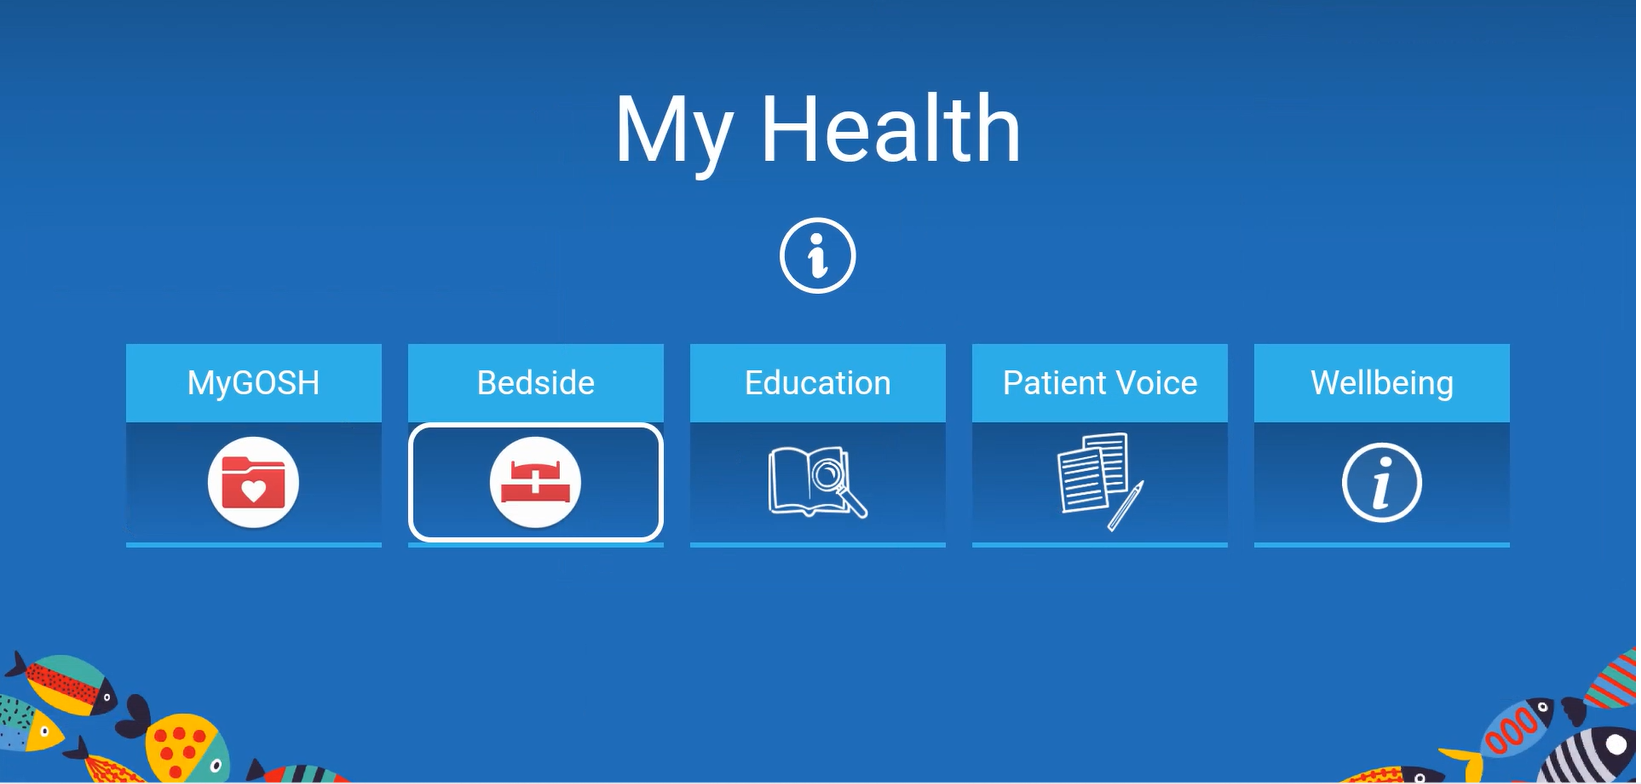 My Health
MyGOSH
Bedside
Education
Patient Voice
Wellbeing